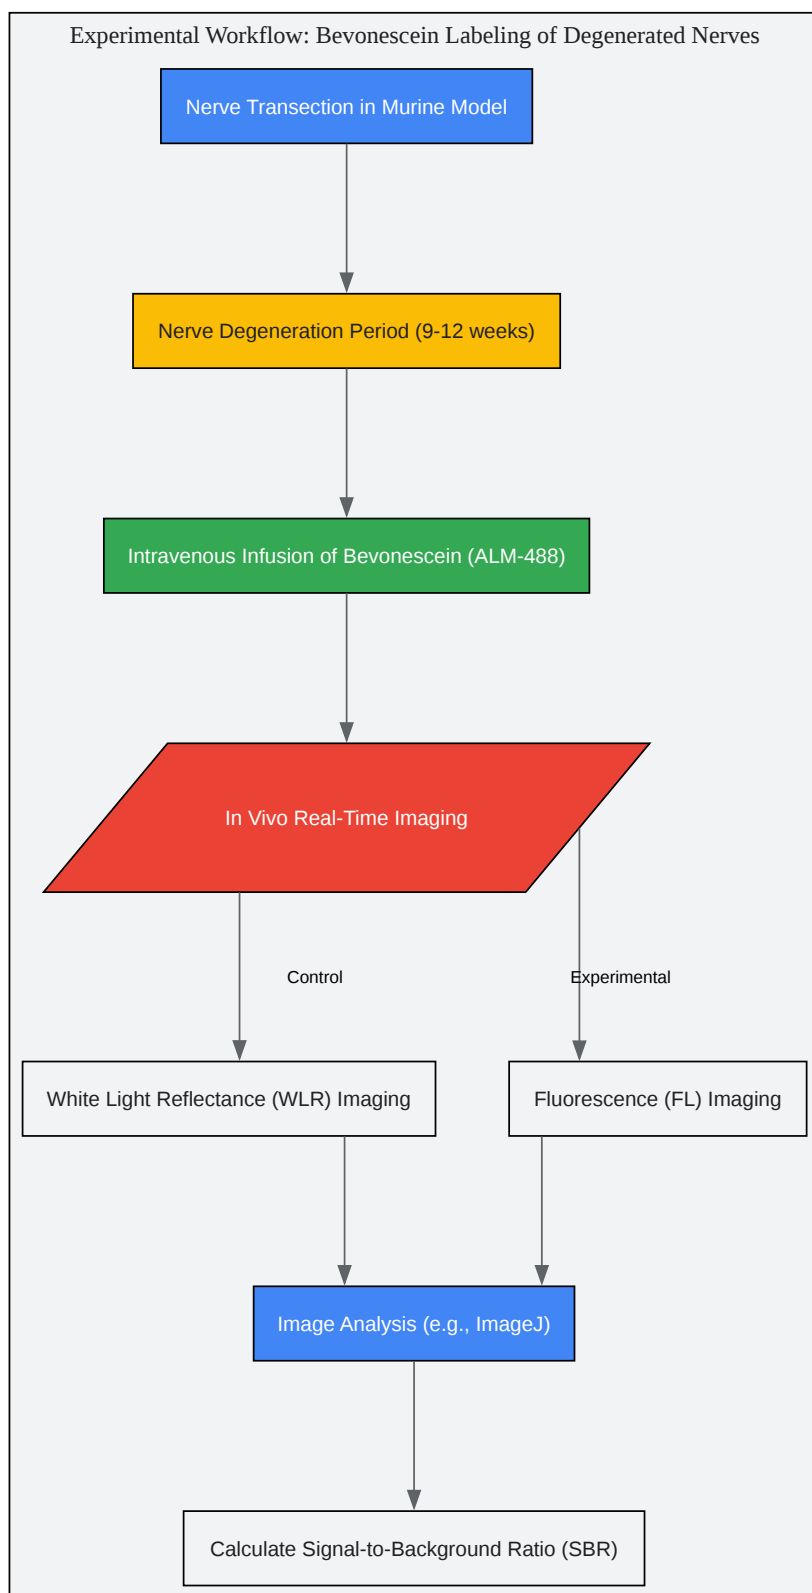 Experimental Workflow: Bevonescein Labeling of Degenerated Nerves
Nerve Transection in Murine Model
Nerve Degeneration Period (9-12 weeks)
Intravenous Infusion of Bevonescein (ALM-488)
In Vivo Real-Time Imaging
Control
Experimental
White Light Reflectance (WLR) Imaging
Fluorescence (FL) Imaging
Image Analysis (e.g., ImageJ)
Calculate Signal-to-Background Ratio (SBR)